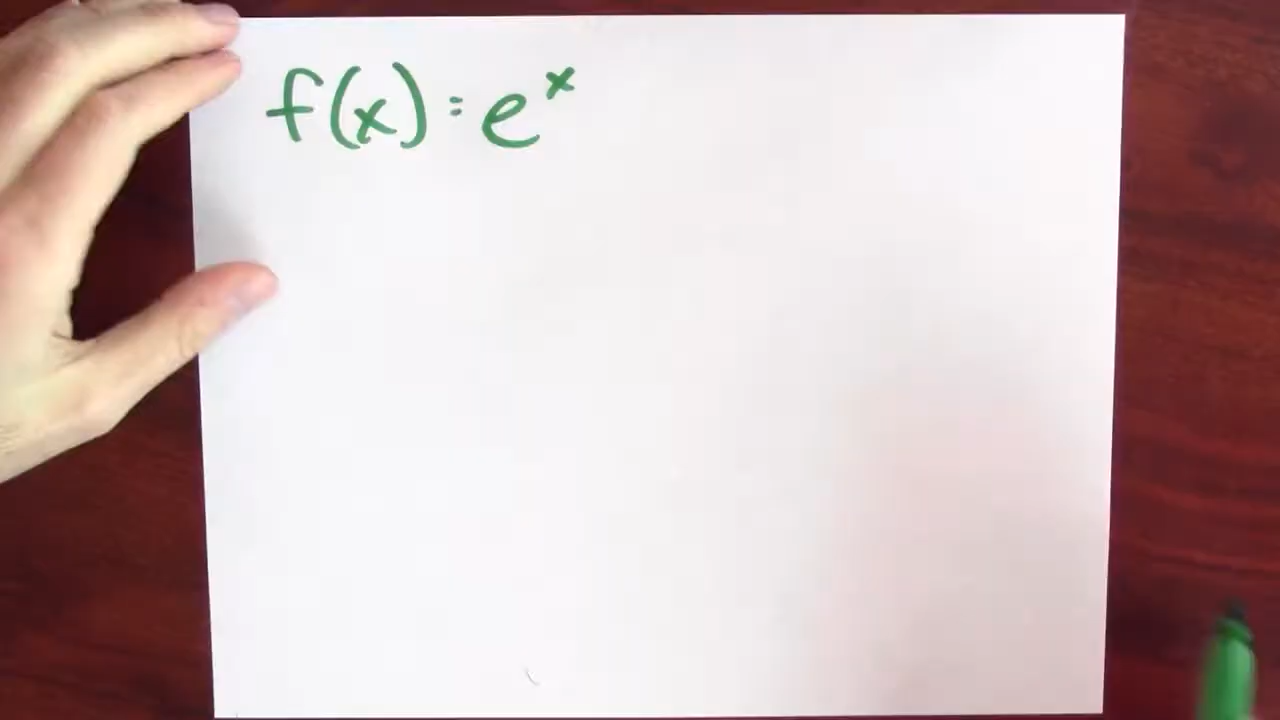 f(x) = e^x